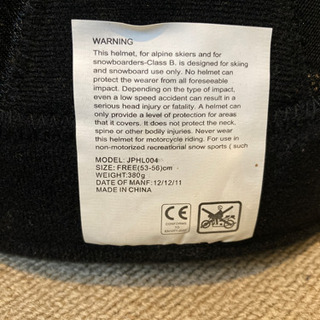 WARNING
This helmet, for alpine skiers and for
snowboarders-Class B. is designed for skiing
and snowboard use only. No helmet can
protect the wearer from all foreseeable
impact. Depending on the type of impact,
even a low speed accident can result in a
serious head injury or fatality. A helmet can
only provide a level of protection for areas
that it covers. It does not protect the neck,
spine or other bodily injuries. Never wear
this helmet for motorcycle riding. For use in
non-motorized recreational snow sports ( such
MODEL: JPHL004
SIZE: FREE(53-56)cm
WEIGHT:380g
DATE OF MANF:12/12/11
MADE IN CHINA
CE
CONFORMS
TO